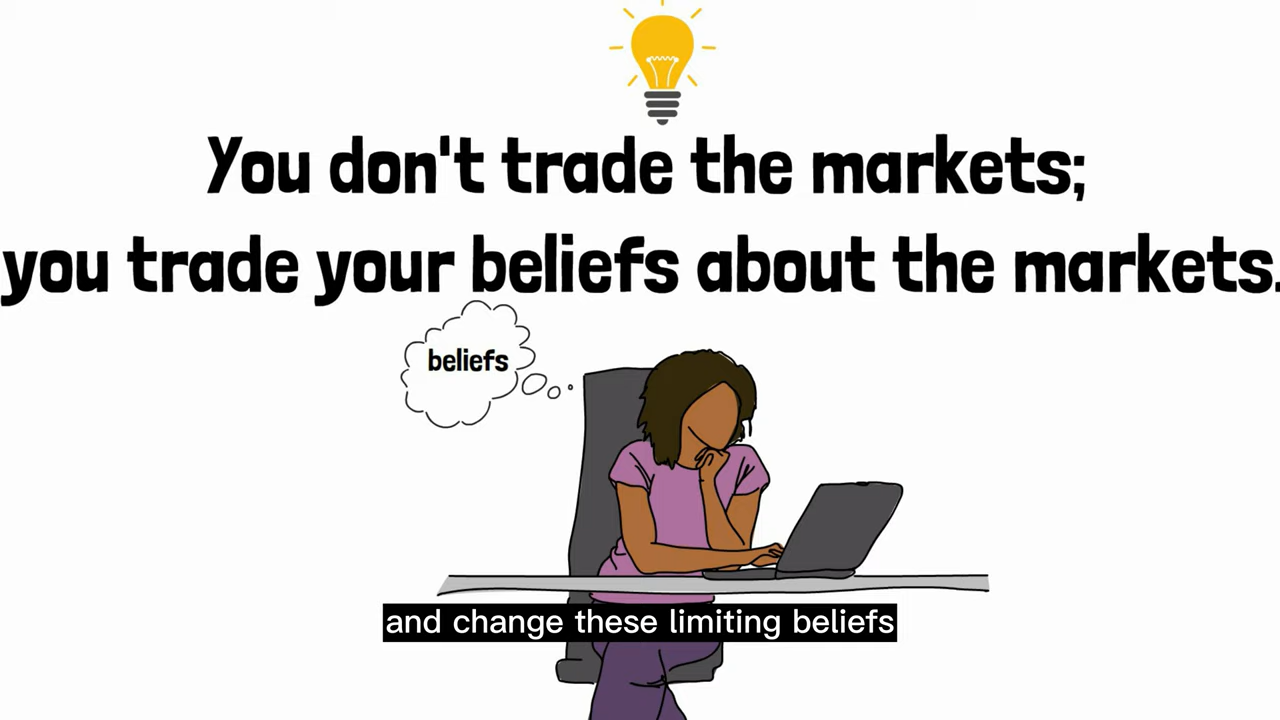 You don't trade the markets;
you trade your beliefs about the markets.
beliefs
and change these limiting beliefs